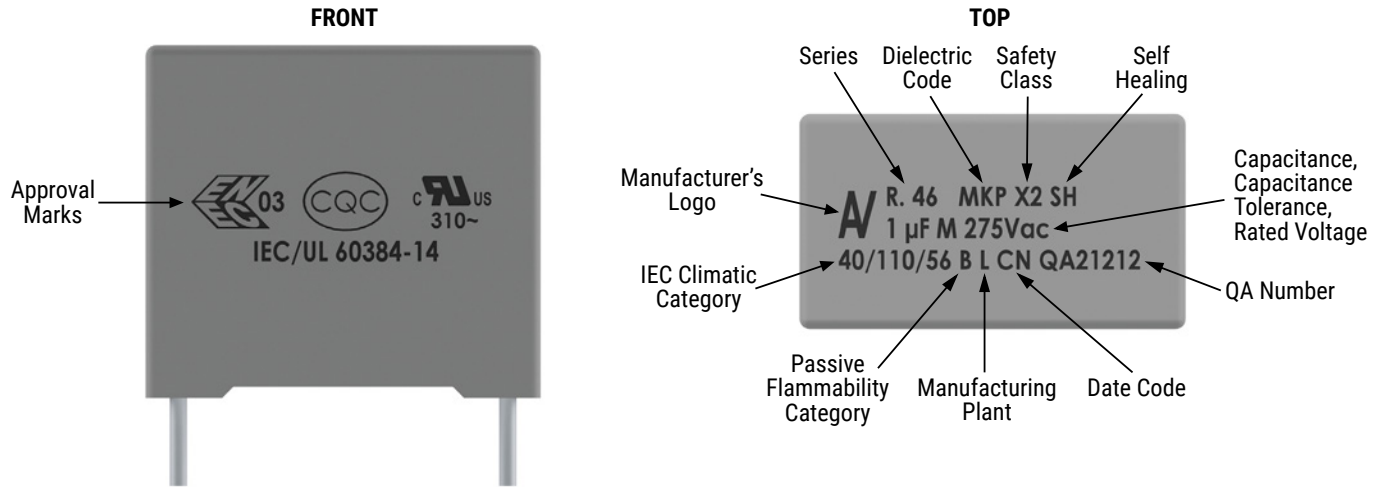 FRONT
Approval
Marks
ENEC 03
CQC
C RU US
310~
IEC/UL 60384-14
TOP
Series
Dielectric
Code
Safety
Class
Self
Healing
Manufacturer's
Logo
R. 46 MKP X2 SH
1 µF M 275Vac
40/110/56 B L CN QA21212
Capacitance,
Capacitance
Tolerance,
Rated Voltage
IEC Climatic
Category
QA Number
Passive
Flammability
Category
Manufacturing
Plant
Date Code